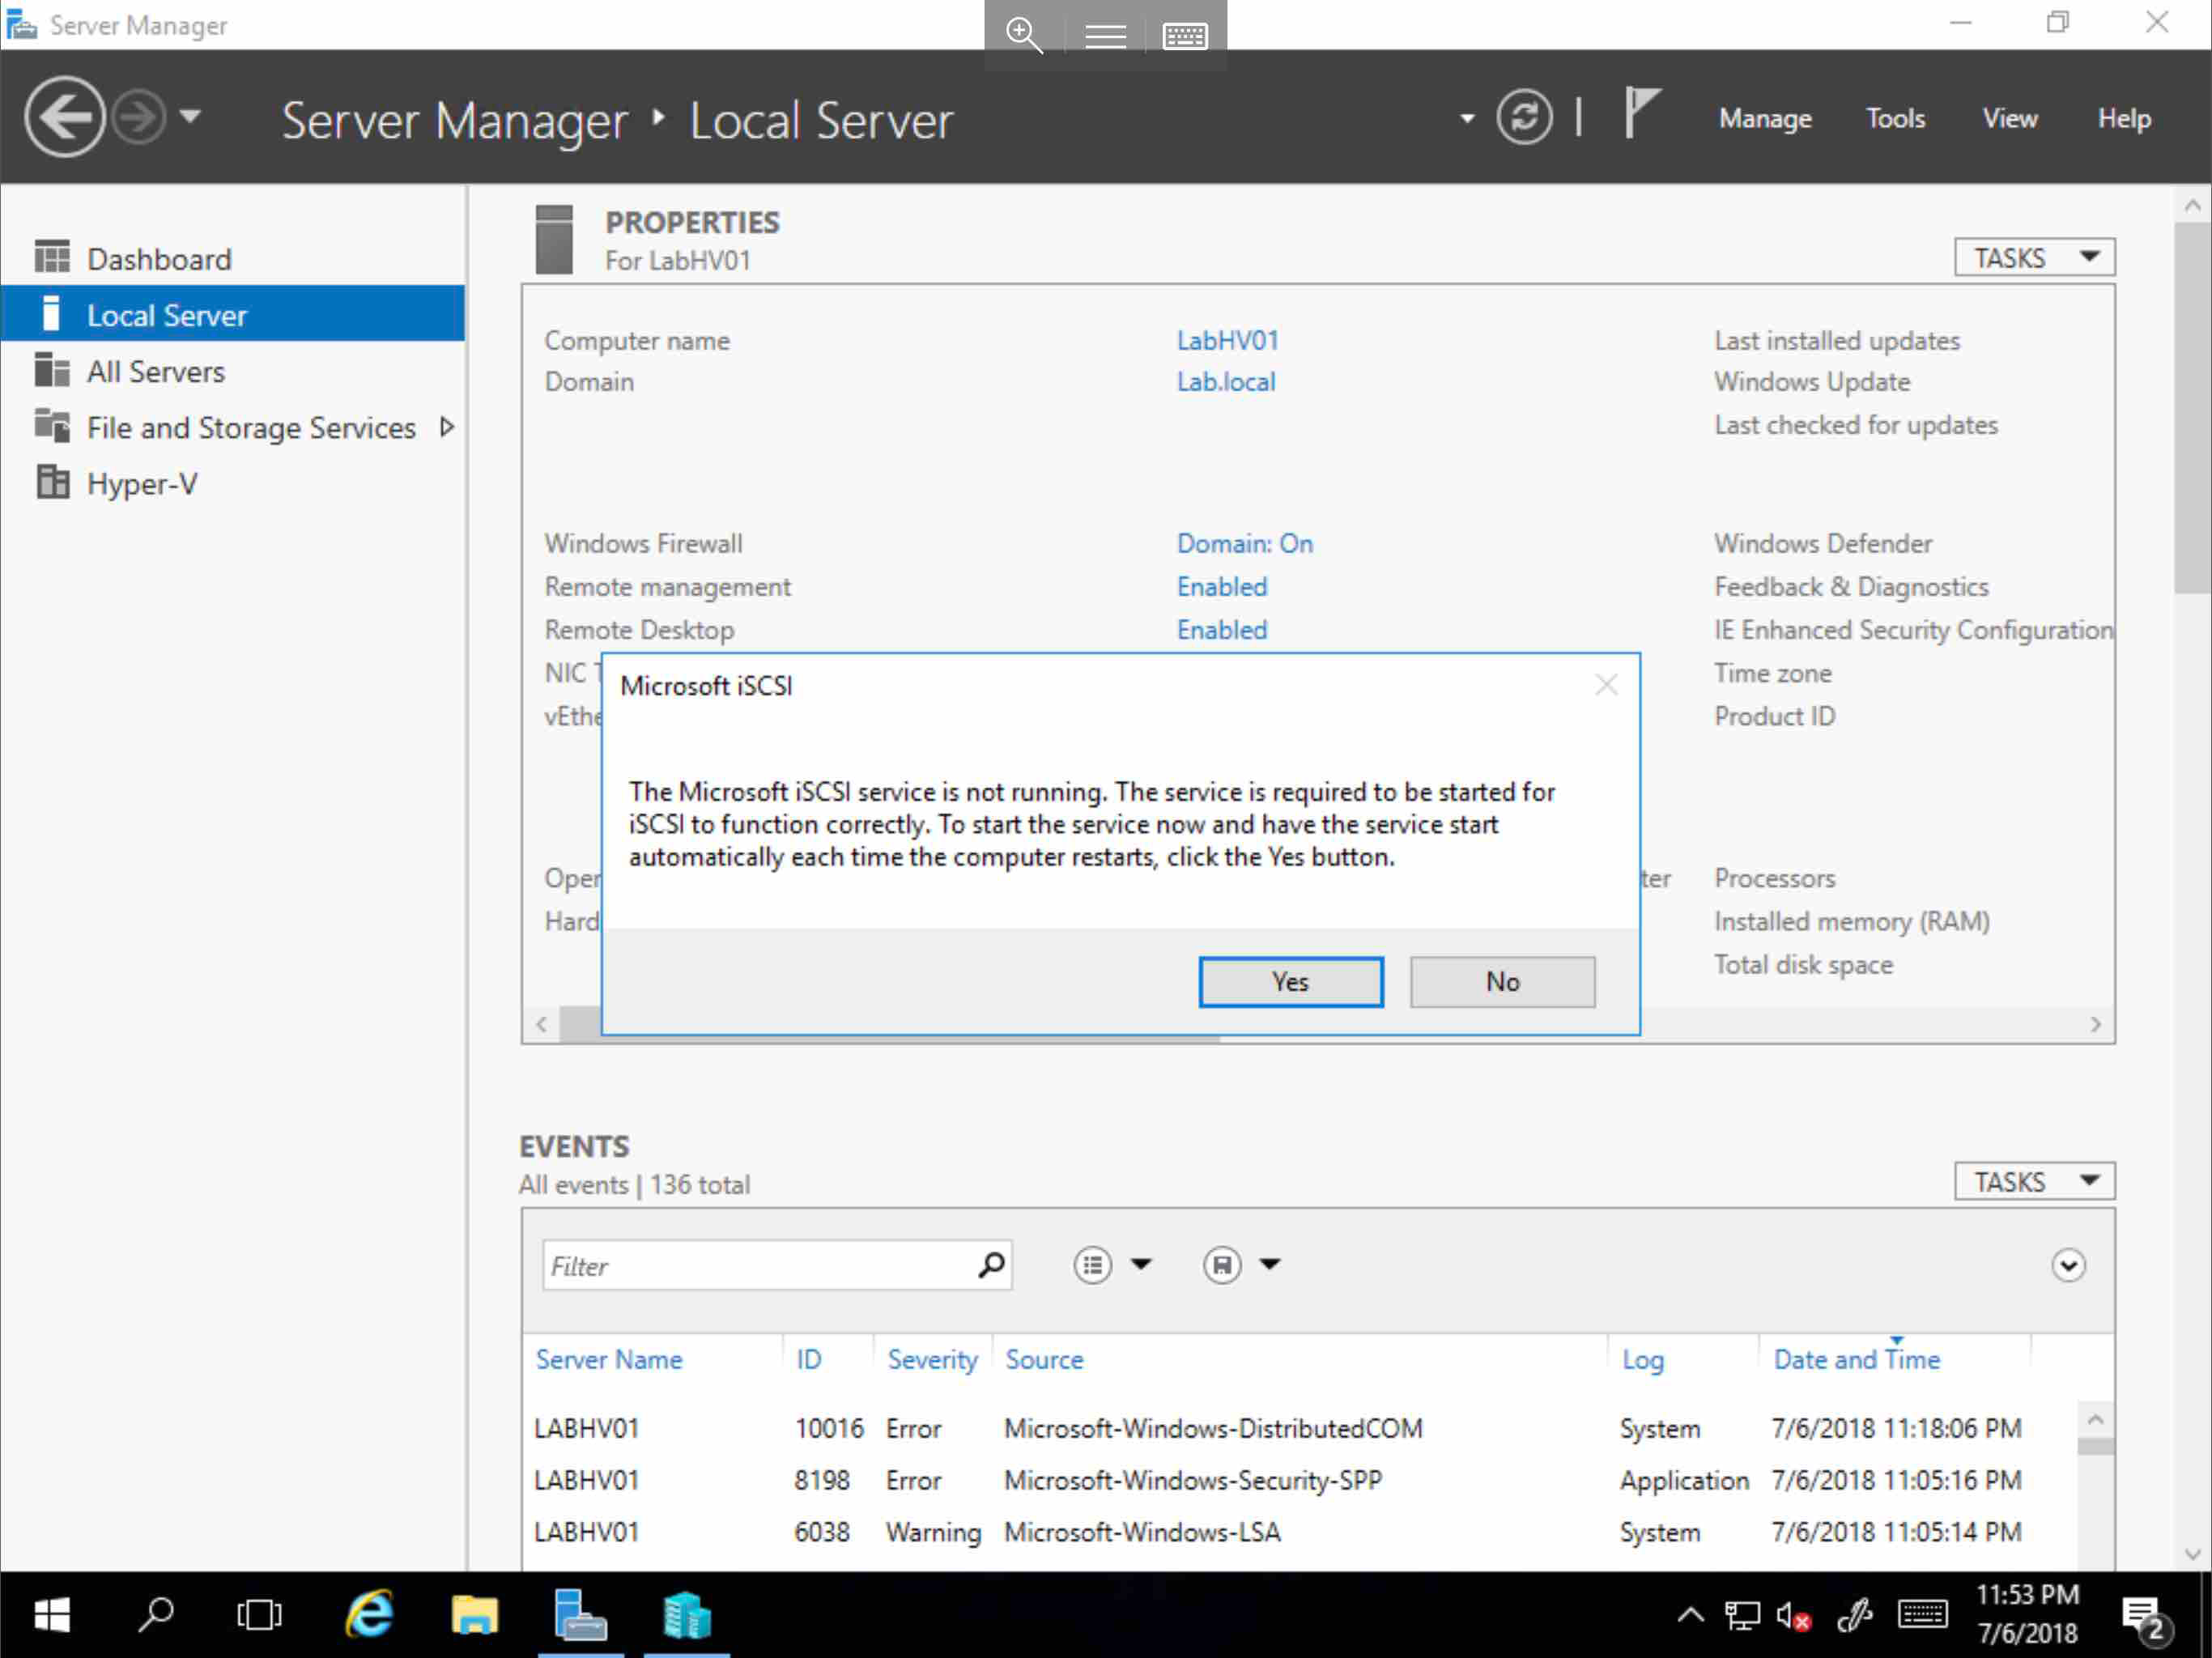 Server Manager
Server Manager
Local Server
Manage
Tools
View
Help
Dashboard
Local Server
All Servers
File and Storage Services
Hyper-V
PROPERTIES
For LabHV01
TASKS
Computer name
LabHV01
Last installed updates
Domain
Lab.local
Windows Update
Last checked for updates
Windows Firewall
Domain: On
Windows Defender
Remote management
Enabled
Feedback & Diagnostics
Remote Desktop
Enabled
IE Enhanced Security Configuration
NIC T
Time zone
vEthe
Product ID
Microsoft iSCSI
The Microsoft iSCSI service is not running. The service is required to be started for
iSCSI to function correctly. To start the service now and have the service start
automatically each time the computer restarts, click the Yes button.
Yes
No
Oper
ter
Processors
Hard
Installed memory (RAM)
Total disk space
EVENTS
All events | 136 total
TASKS
Filter
Server Name ID Severity Source Log Date and Time
LABHV01 10016 Error Microsoft-Windows-DistributedCOM System 7/6/2018 11:18:06 PM
LABHV01 8198 Error Microsoft-Windows-Security-SPP Application 7/6/2018 11:05:16 PM
LABHV01 6038 Warning Microsoft-Windows-LSA System 7/6/2018 11:05:14 PM
11:53 PM
7/6/2018
2